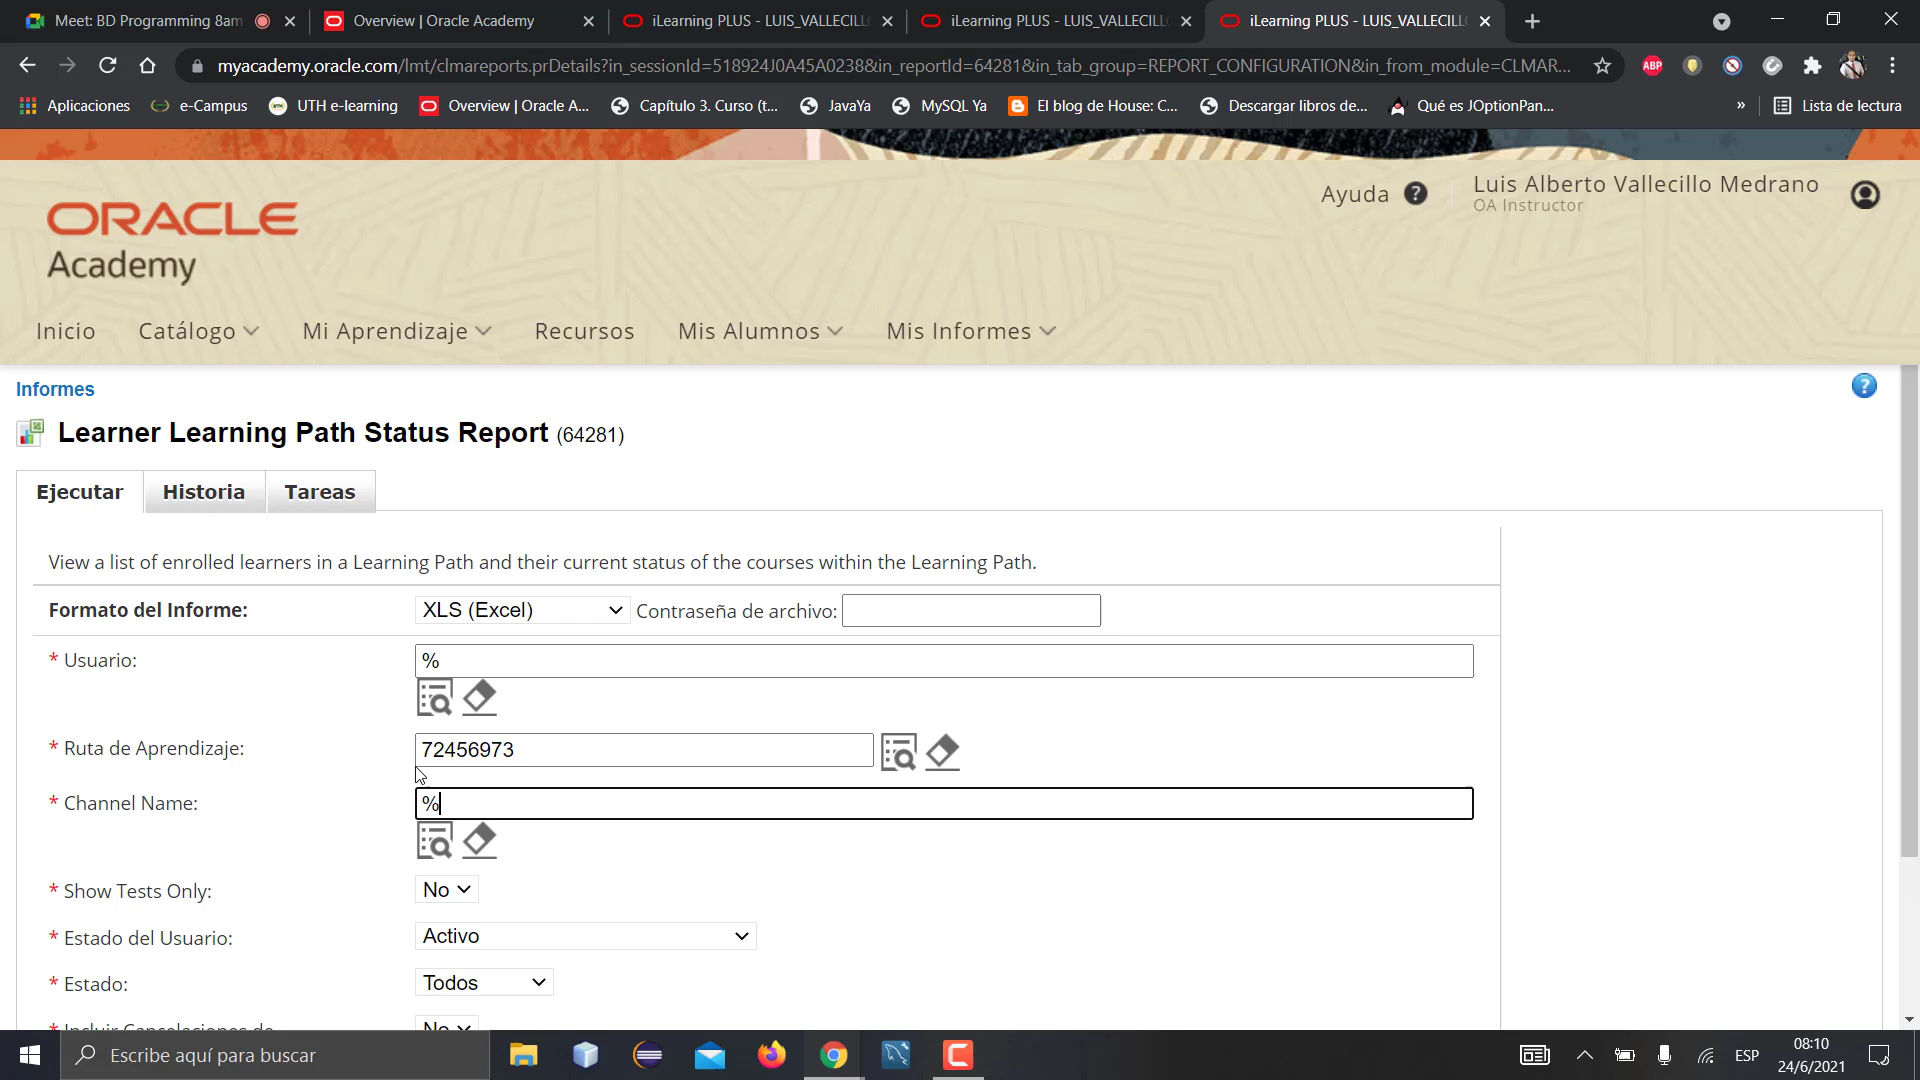 Meet: BD Programming 8am
Overview | Oracle Academy
iLearning PLUS - LUIS_VALLECILL
iLearning PLUS - LUIS_VALLECILL
iLearning PLUS - LUIS_VALLECILL
myacademy.oracle.com/lmt/clmareports.prDetails?in_sessionId=518924J0A45A0238&in_reportId=64281&in_tab_group=REPORT_CONFIGURATION&in_from_module=CLMAR...
ABP
Aplicaciones
e-Campus
UTH e-learning
Overview | Oracle A...
Capítulo 3. Curso (t...
JavaYa
MySQL Ya
El blog de House: C...
Descargar libros de...
Qué es JOptionPan...
»
Lista de lectura
Ayuda ?
Luis Alberto Vallecillo Medrano
OA Instructor
ORACLE
Academy
Inicio
Catálogo
Mi Aprendizaje
Recursos
Mis Alumnos
Mis Informes
Informes
?
Learner Learning Path Status Report (64281)
Ejecutar
Historia
Tareas
View a list of enrolled learners in a Learning Path and their current status of the courses within the Learning Path.
Formato del Informe:
XLS (Excel)
Contraseña de archivo:
* Usuario:
%
* Ruta de Aprendizaje:
72456973
* Channel Name:
%
* Show Tests Only:
No
* Estado del Usuario:
Activo
* Estado:
Todos
* Incluir Cancelaciones de
No
Escribe aquí para buscar
ESP
08:10
24/6/2021